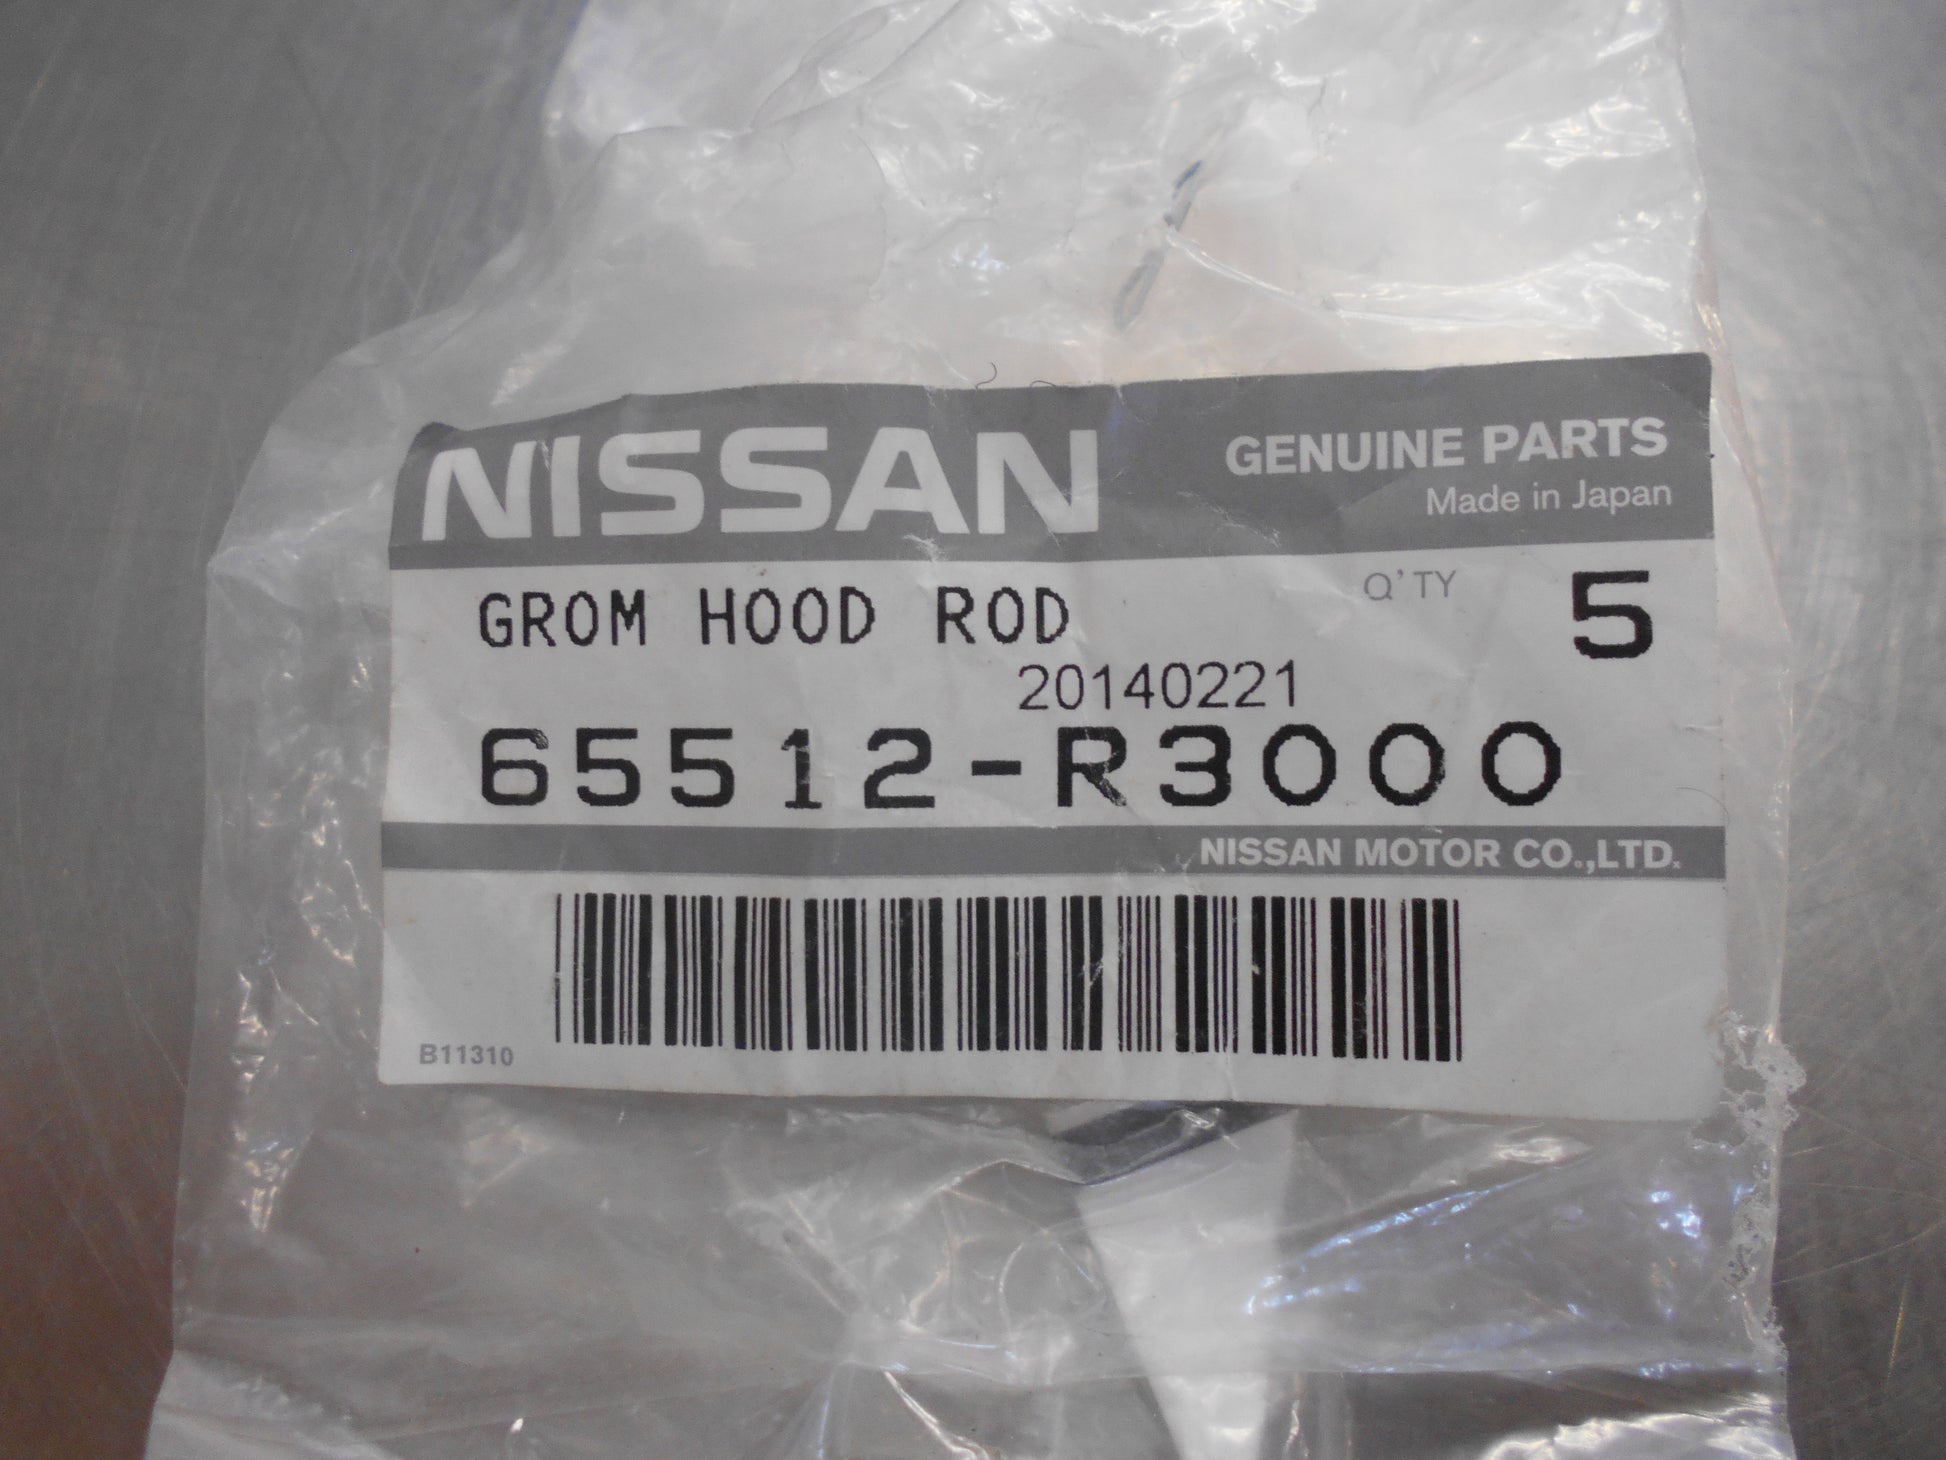 NISSAN
GENUINE PARTS
Made in Japan
GROM HOOD ROD
Q'TY 5
20140221
65512-R3000
NISSAN MOTOR CO.,LTD.
B11310